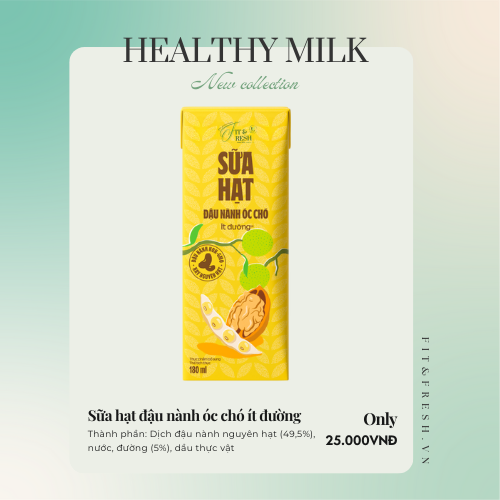 HEALTHY MILK
New collection
FIT &
FRESH
SỮA
HẠT
ĐẬU NÀNH ÓC CHÓ
ít đường
180 ml
FIT&FRESH.VN
Sữa hạt đậu nành óc chó ít đường
Thành phần: Dịch đậu nành nguyên hạt (49,5%),
nước, đường (5%), dầu thực vật
Only
25.000VNĐ